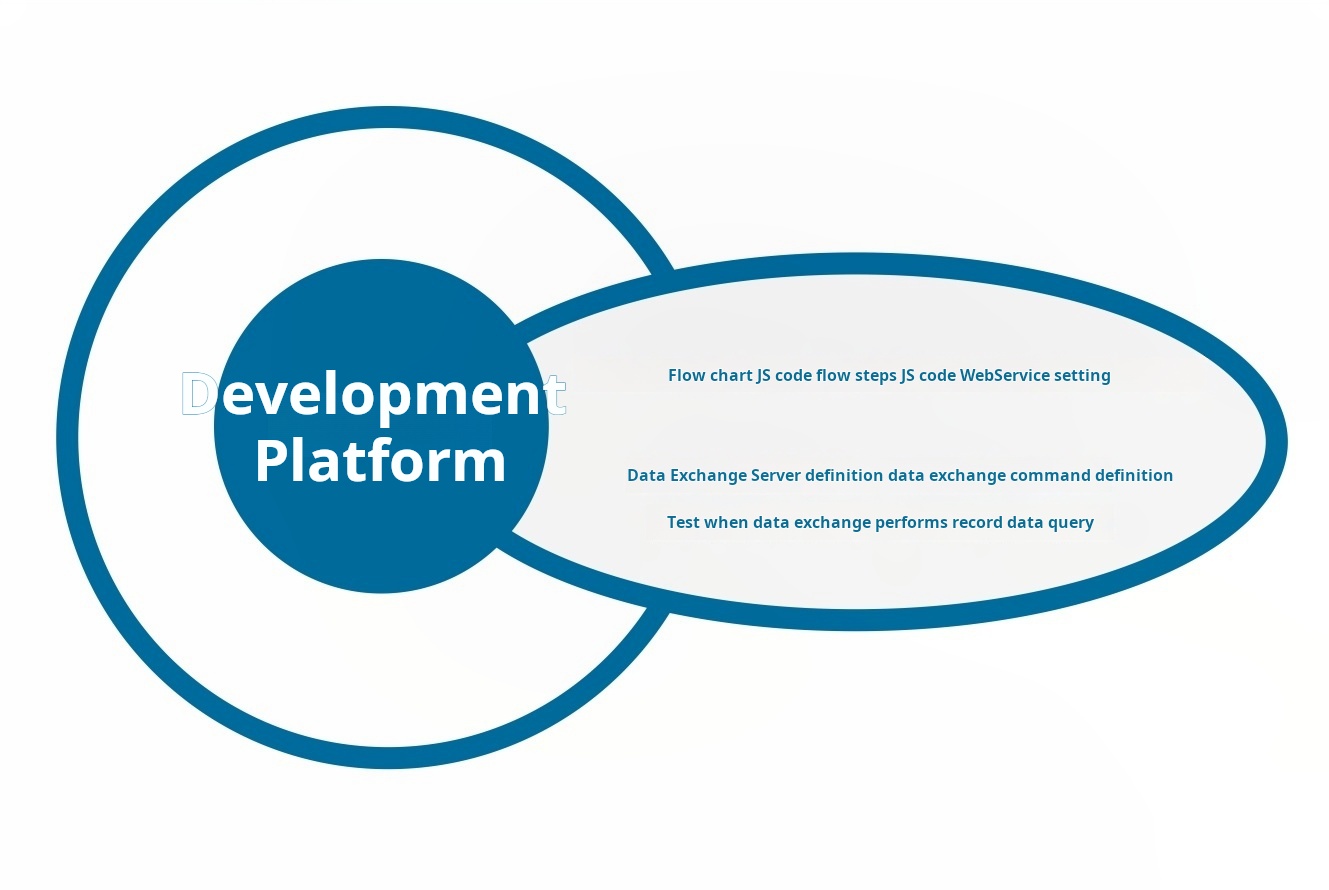 Development
Platform
Flow chart JS code flow steps JS code WebService setting
Data Exchange Server definition data exchange command definition
Test when data exchange performs record data query